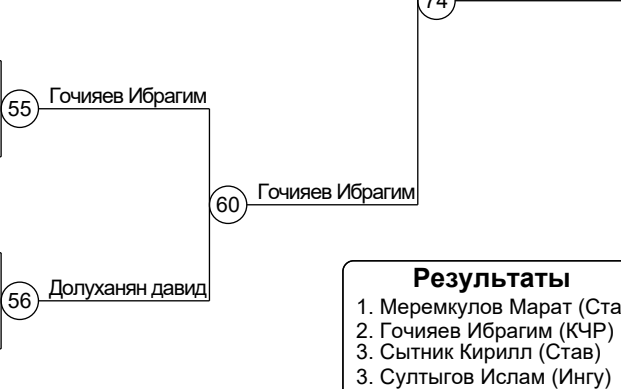 74
Гочияев Ибрагим
55
Гочияев Ибрагим
60
Долуханян давид
56
Результаты
1. Меремкулов Марат (Ста
2. Гочияев Ибрагим (КЧР)
3. Сытник Кирилл (Став)
3. Султыгов Ислам (Ингу)